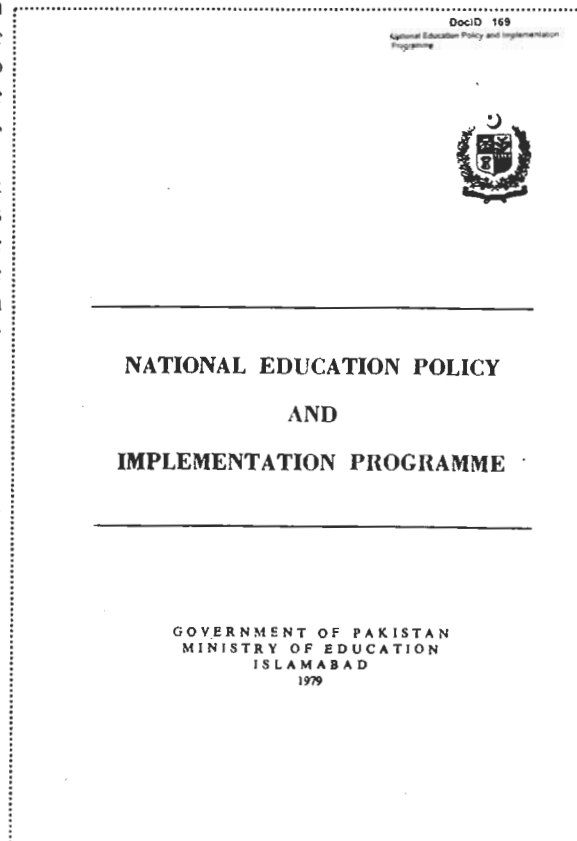 DocID 169
National Education Policy and Implementation
Programme
NATIONAL EDUCATION POLICY
AND
IMPLEMENTATION PROGRAMME
GOVERNMENT OF PAKISTAN
MINISTRY OF EDUCATION
ISLAMABAD
1979